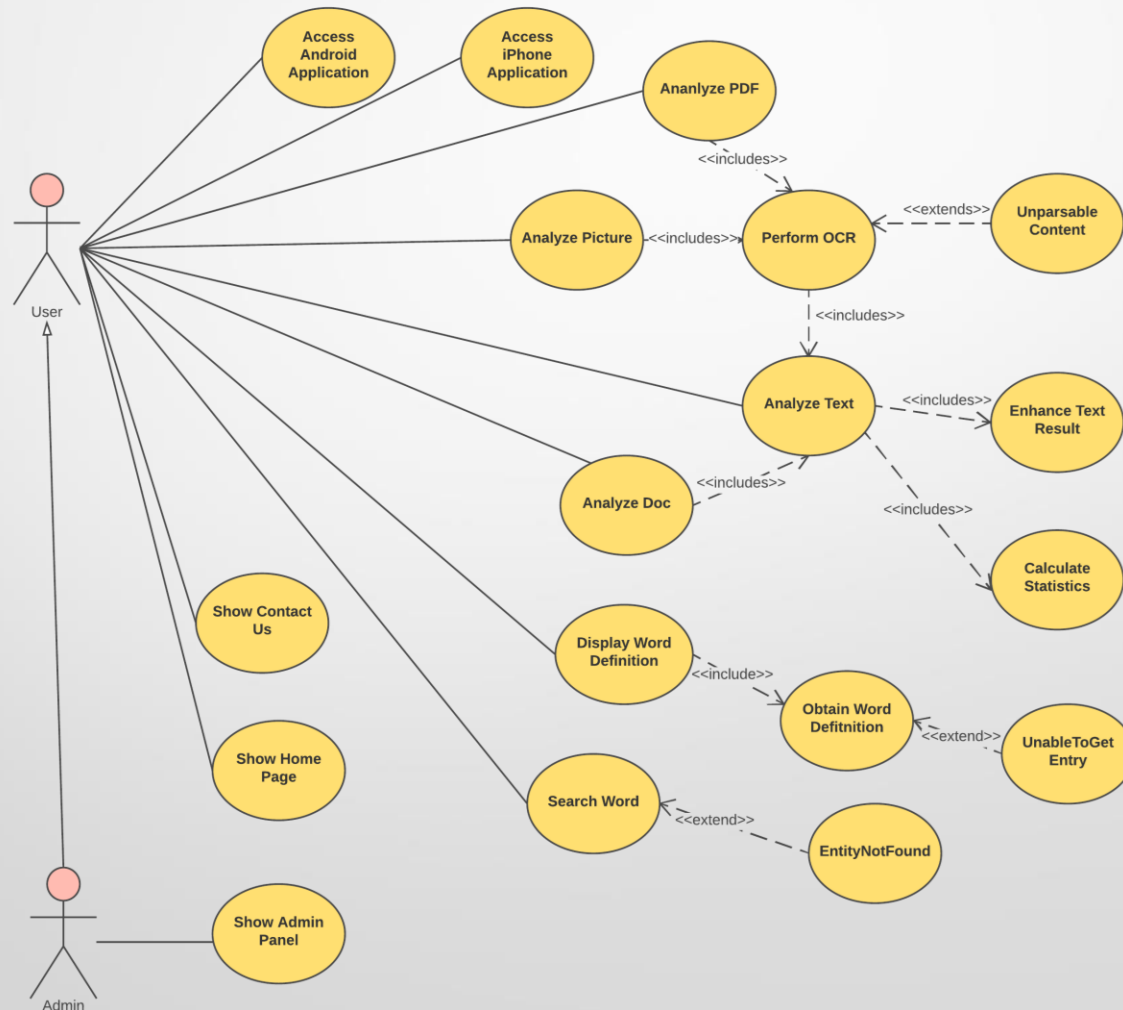 Access
Android
Application
Access
iPhone
Application
Ananlyze PDF
<<includes>>
Analyze Picture
<<includes>>
Perform OCR
<<extends>>
Unparsable
Content
User
<<includes>>
Analyze Text
<<includes>>
Enhance Text
Result
Analyze Doc
<<includes>>
<<includes>>
Calculate
Statistics
Show Contact
Us
Display Word
Definition
<<include>>
Obtain Word
Defitnition
<<extend>>
UnableToGet
Entry
Show Home
Page
Search Word
<<extend>>
EntityNotFound
Show Admin
Panel
Admin